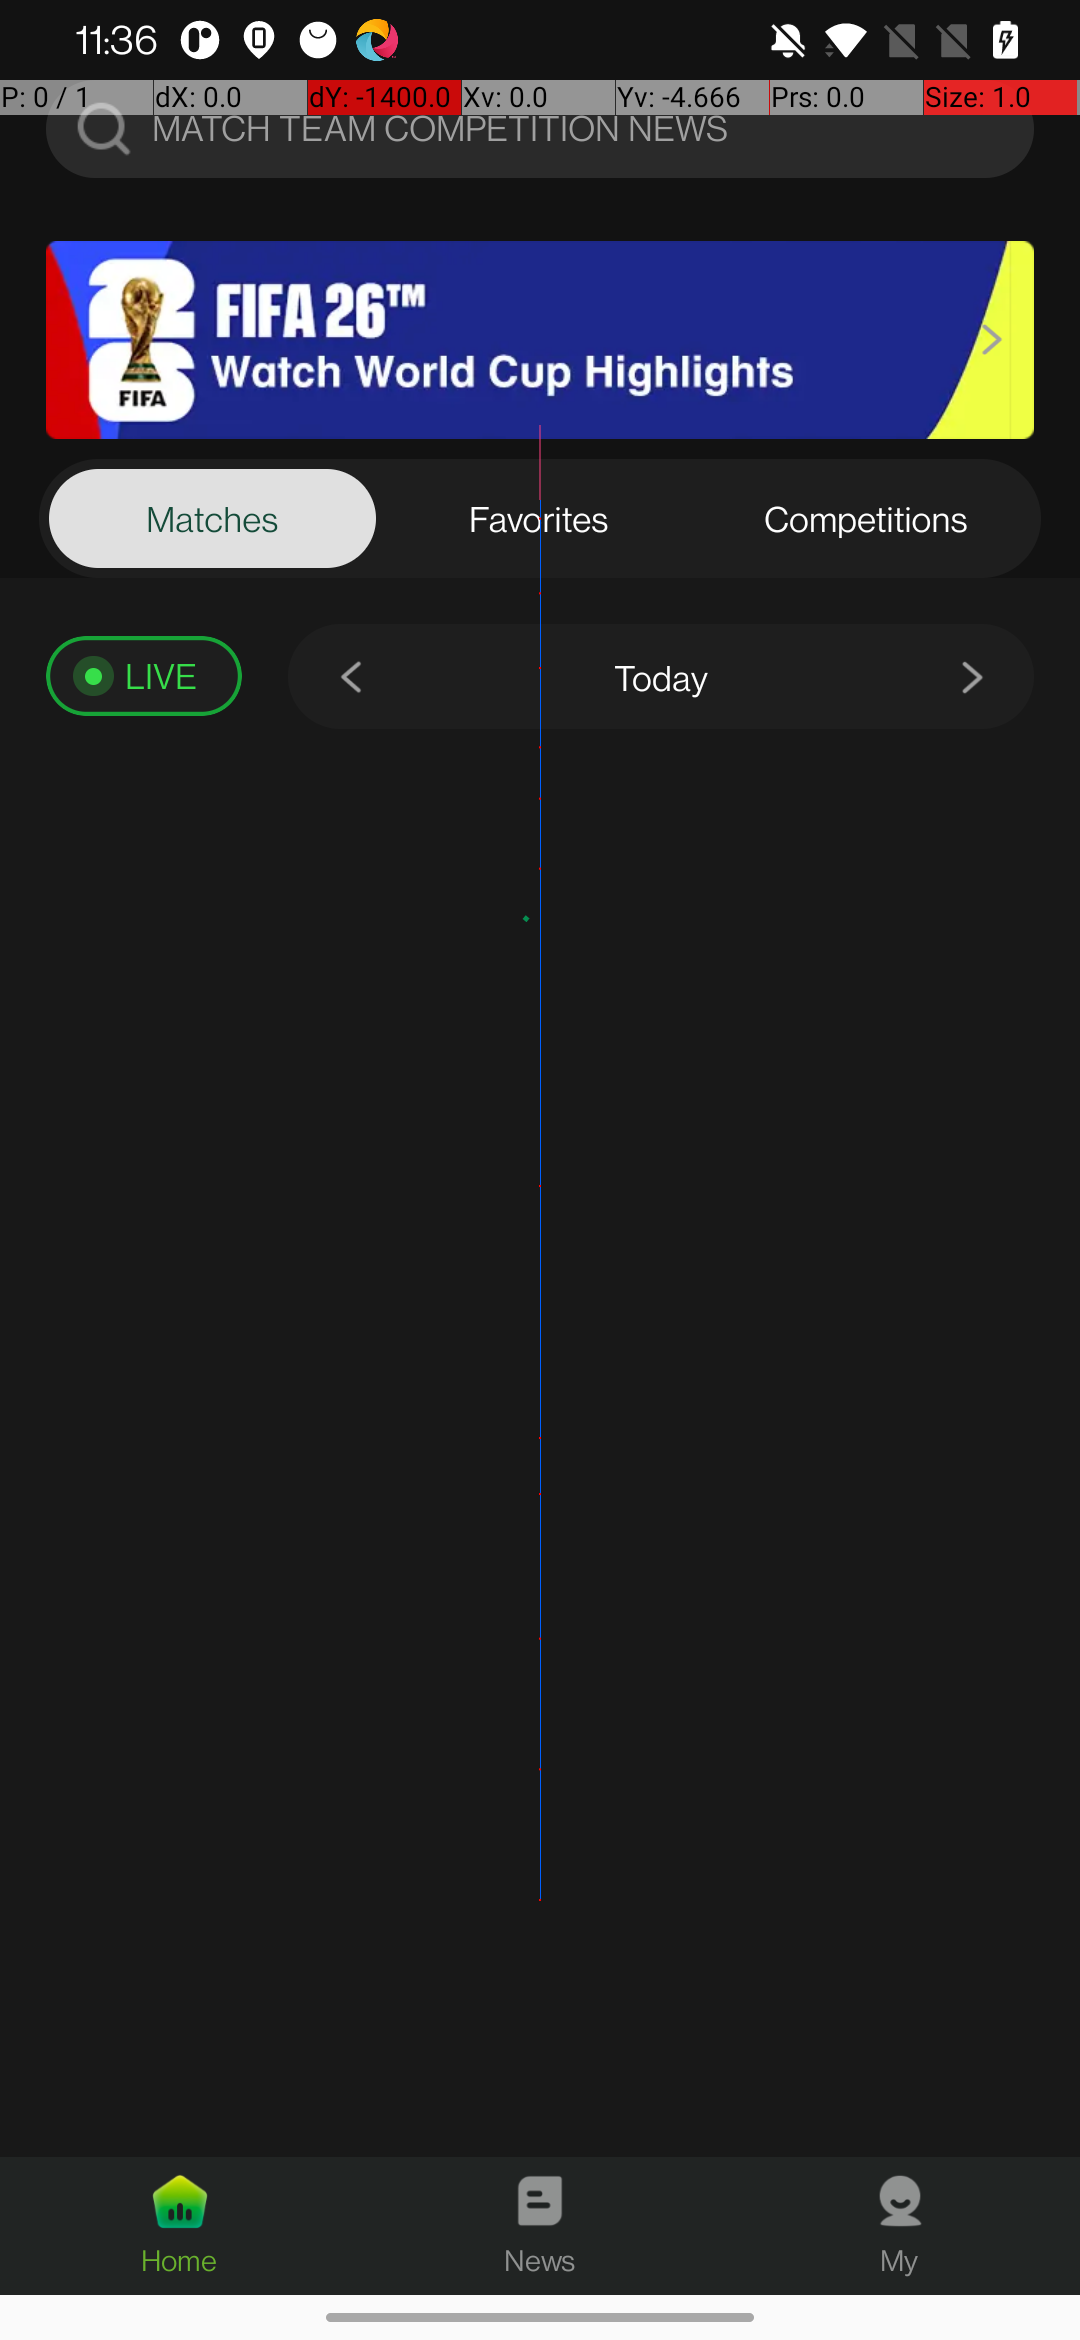 11:36
P: 0 / 1 dX: 0.0 dY: -1400.0 Xv: 0.0 Yv: -4.666 Prs: 0.0 Size: 1.0
MATCH TEAM COMPETITION NEWS
FIFA 26™
Watch World Cup Highlights
FIFA
Matches Favorites Competitions
LIVE Today
Home News My